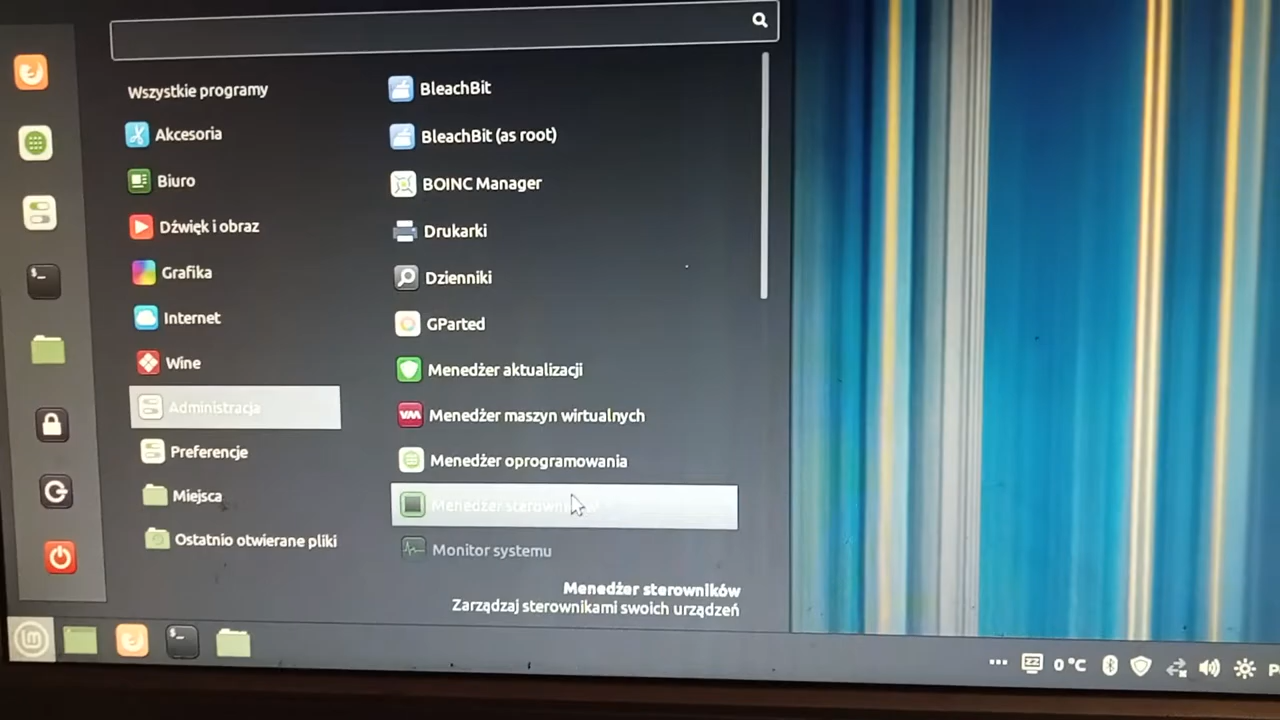 Wszystkie programy
Akcesoria
Biuro
Dźwięk i obraz
Grafika
Internet
Wine
Administracja
Preferencje
Miejsca
Ostatnio otwierane pliki
BleachBit
BleachBit (as root)
BOINC Manager
Drukarki
Dzienniki
GParted
Menedżer aktualizacji
Menedżer maszyn wirtualnych
Menedżer oprogramowania
Menedżer sterowników
Monitor systemu
Menedżer sterowników
Zarządzaj sterownikami swoich urządzeń
0 °C